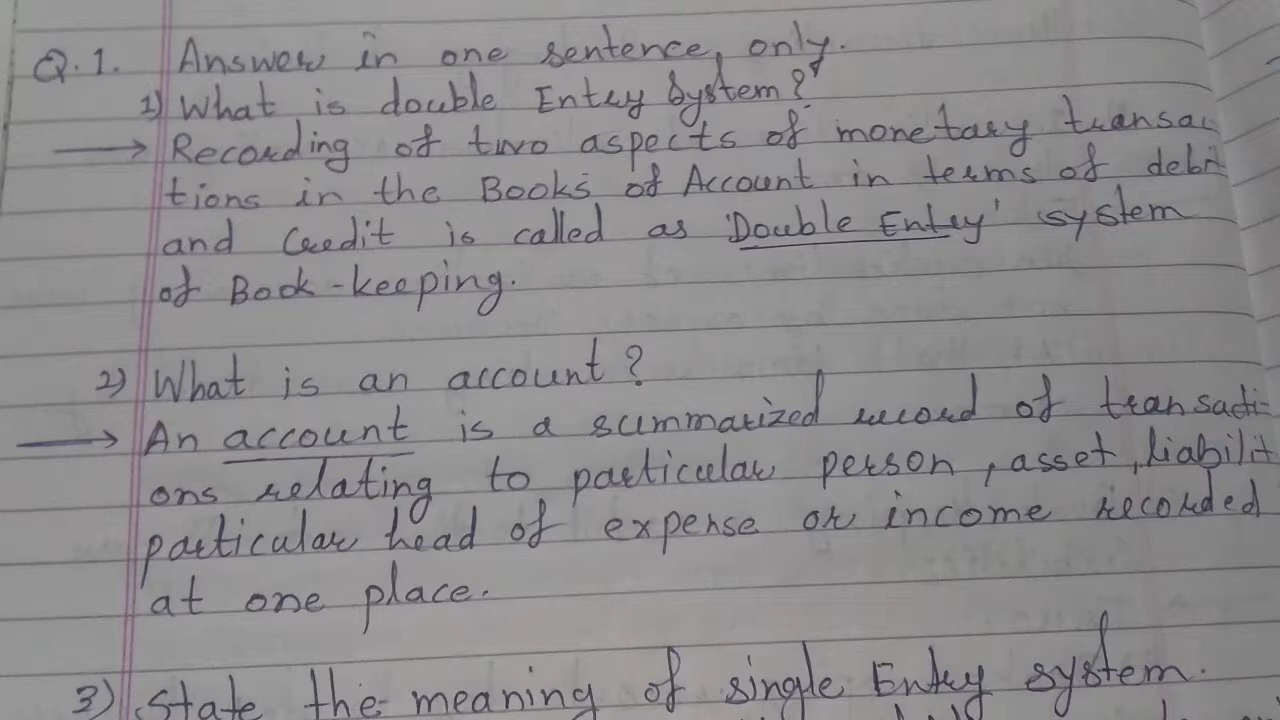 Q.1. Answer in one sentence only.
1) What is double Entry System?
→ Recording of two aspects of monetary transac
tions in the Books of Account in terms of debit
and Credit is called as 'Double Entry' system
of Book-keeping.
2) What is an account?
→ An account is a summarized record of transacti-
ons relating to particular person, asset, liabilit
particular head of expense or income recorded
at one place.
3) State the meaning of single Entry system.